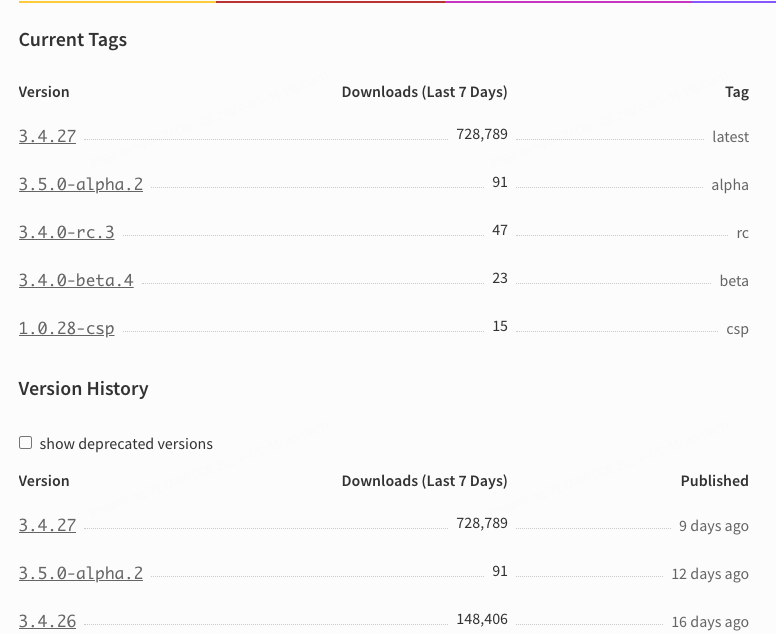 Current Tags
Version Downloads (Last 7 Days) Tag
3.4.27 728,789 latest
3.5.0-alpha.2 91 alpha
3.4.0-rc.3 47 rc
3.4.0-beta.4 23 beta
1.0.28-csp 15 csp
Version History
show deprecated versions
Version Downloads (Last 7 Days) Published
3.4.27 728,789 9 days ago
3.5.0-alpha.2 91 12 days ago
3.4.26 148,406 16 days ago